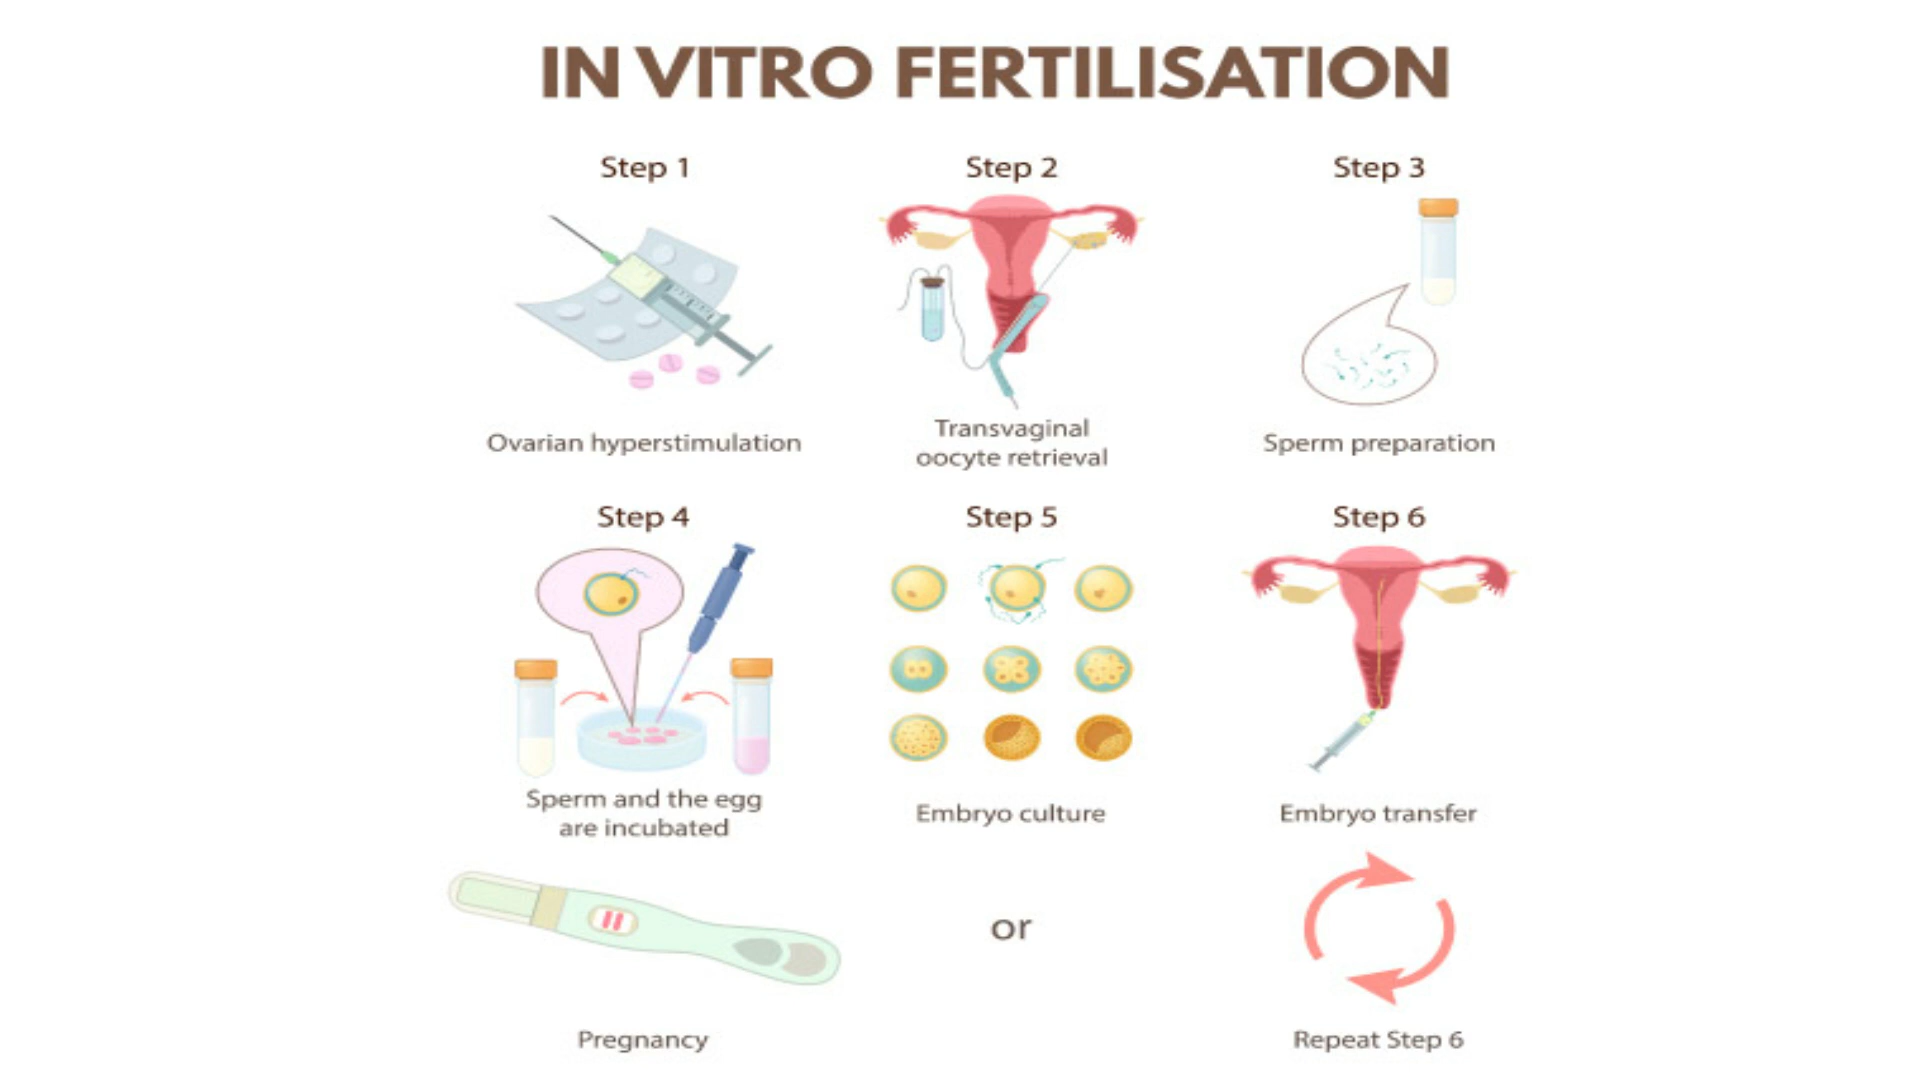 IN VITRO FERTILISATION
Step 1
Step 2
Step 3
Ovarian hyperstimulation
Transvaginal
oocyte retrieval
Sperm preparation
Step 4
Step 5
Step 6
Sperm and the egg
are incubated
Embryo culture
Embryo transfer
or
Pregnancy
Repeat Step 6